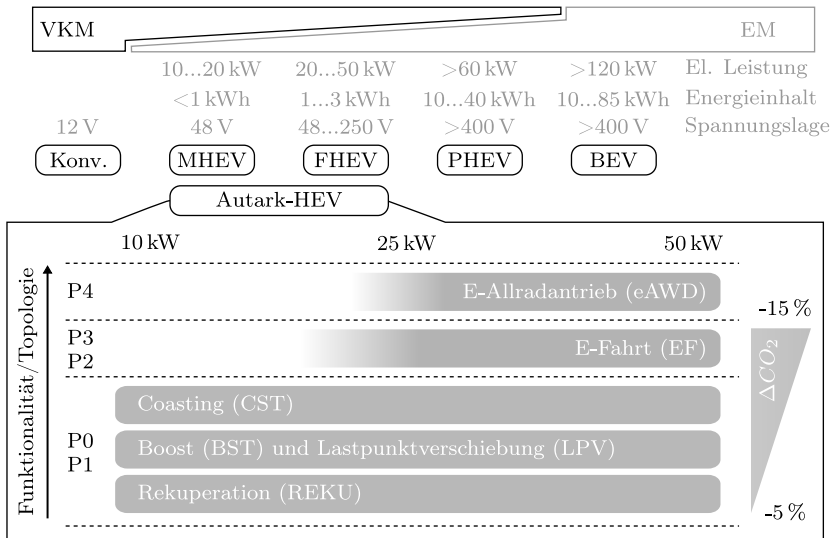 VKM EM
10...20 kW 20...50 kW >60 kW >120 kW El. Leistung
<1 kWh 1...3 kWh 10...40 kWh 10...85 kWh Energieinhalt
12 V 48 V 48...250 V >400 V >400 V Spannungslage
Konv. MHEV FHEV PHEV BEV
Autark-HEV
10 kW 25 kW 50 kW
Funktionalität/Topologie
P4 E-Allradantrieb (eAWD)
-15 %
P3
P2
E-Fahrt (EF)
ΔCO2
Coasting (CST)
P0
P1
Boost (BST) und Lastpunktverschiebung (LPV)
Rekuperation (REKU)
-5 %